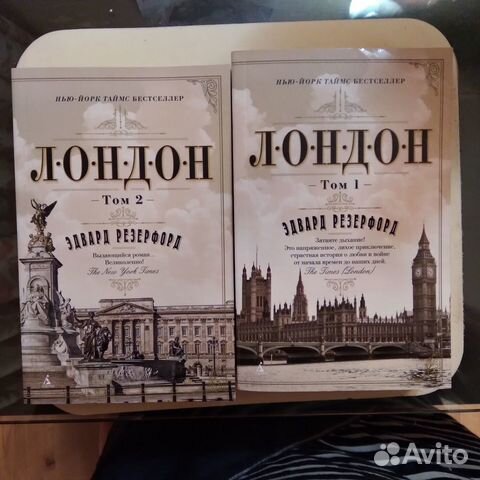 НЬЮ-ЙОРК ТАЙМС БЕСТСЕЛЛЕР
Л·О·Н·Д·О·Н
Том 2
ЭДВАРД РЕЗЕРФОРД
Выдающийся роман...
Великолепно!
The New York Times
А
НЬЮ-ЙОРК ТАЙМС БЕСТСЕЛЛЕР
Л·О·Н·Д·О·Н
Том 1
ЭДВАРД РЕЗЕРФОРД
Затаите дыхание!
Это напряженное, лихое приключение,
страстная история о любви и войне
от начала времен до наших дней.
The Times (London)
А
Avito